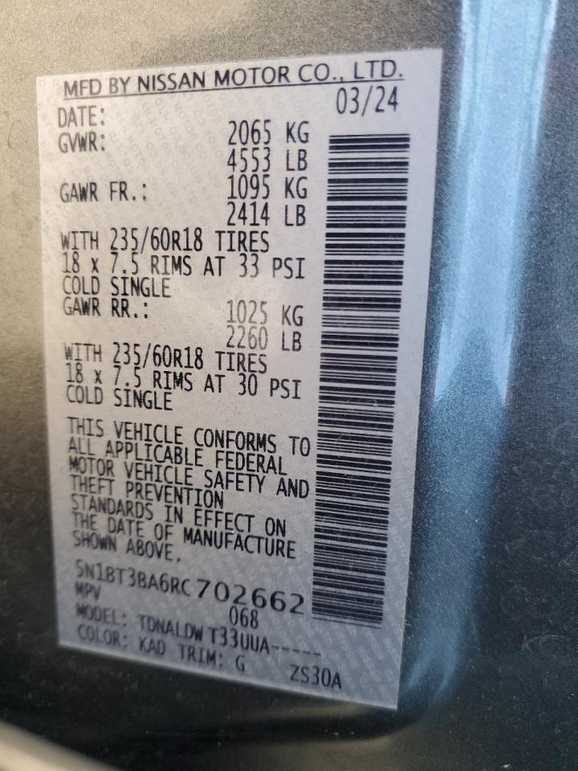 MFD BY NISSAN MOTOR CO., LTD.
DATE: 03/24
GVWR: 2065 KG
4553 LB
GAWR FR.: 1095 KG
2414 LB
WITH 235/60R18 TIRES
18 x 7.5 RIMS AT 33 PSI
COLD SINGLE
GAWR RR.: 1025 KG
2260 LB
WITH 235/60R18 TIRES
18 x 7.5 RIMS AT 30 PSI
COLD SINGLE
THIS VEHICLE CONFORMS TO
ALL APPLICABLE FEDERAL
MOTOR VEHICLE SAFETY AND
THEFT PREVENTION
STANDARDS IN EFFECT ON
THE DATE OF MANUFACTURE
SHOWN ABOVE.
5N1BT3BA6RC702662
MPV 068
MODEL: TDNALDW T33UUA-----
COLOR: KAD TRIM: G ZS30A